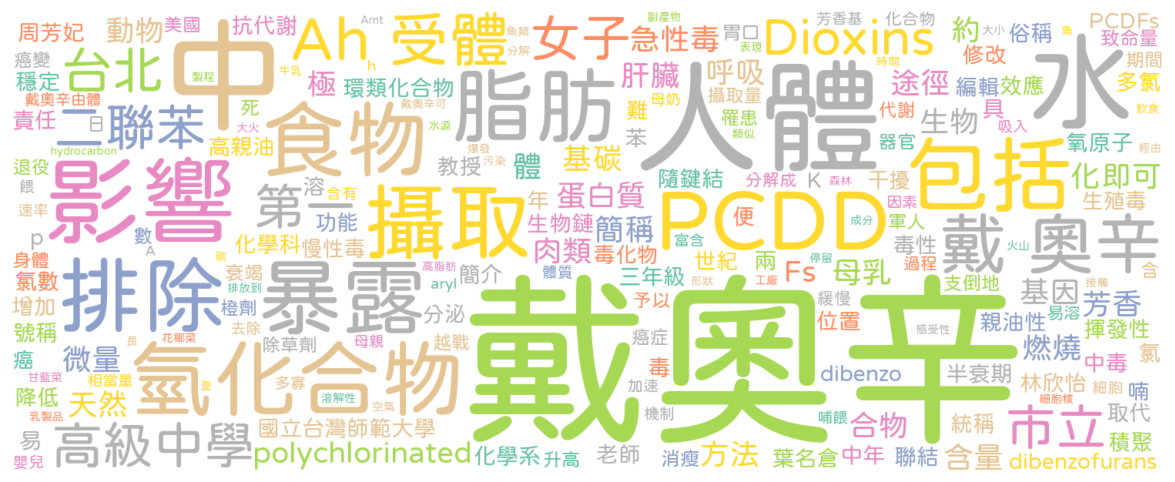 周芳妃 動物 美國 抗代謝 Ah 受體 Arnt 魚類 分解 女子 副產物 急性毒 表現 胃口 芳香基 化合物 Dioxins 時間 約 大小 俗稱 魚 PCDFs 致命量
癌變 穩定 台北 製程 中 牛乳 h 極 環類化合物 脂肪 肝臟 呼吸 攝取量 人體 途徑 修改 編輯 效應 期間 多氯 水
戴奧辛由體 死 戴奧辛可 難 母奶 罹患 代謝 具 飲食
責任 日 二聯苯 大火 食物 水源 苯 類似 生物 吸入 氧原子
hydrocarbon 高親油 爆發 教授 污染 體 基碳 本 器官 包括 經由
退役 餵 影響 第一 溶 含有 攝取 年 蛋白質 隨鍵結 分解成 K 森林 干擾 化即可
速率 功能 生物鏈 簡稱 PCDD 便 因素 軍人 成分 生殖毒
p 數 A 化學科 慢性毒 富含 肉類 毒化物 毒性 戴 奧辛
身體 碳 衰竭 高脂肪 簡介 體質 世紀 兩 停留 過程 火山 含
氯數 排除 排放到 暴露 aryl 三年級 Fs 母乳 支倒地 基因 接觸
增加 橙劑 分泌 形狀 工廠 予以 緩慢 位置 芳香
號稱 去除 花椰菜 除草劑 母親 越戰 戴奧辛 癌症 感受性 親油性 易溶 揮發性
癌 微量 長 氫化合物 毒 燃燒 中毒 氯
甘藍菜 相當量 多寡 量 加速 dibenzo 半衰期 林欣怡 細胞
降低 天然 溶解性 機制 喃 細胞核
乳製品 空氣 哺餵 合物 統稱 市立 取代
易 高級中學 國立台灣師範大學 積聚
嬰兒 polychlorinated 化學系 升高 老師 消瘦 方法 葉名倉 中年 聯結 含量 dibenzofurans